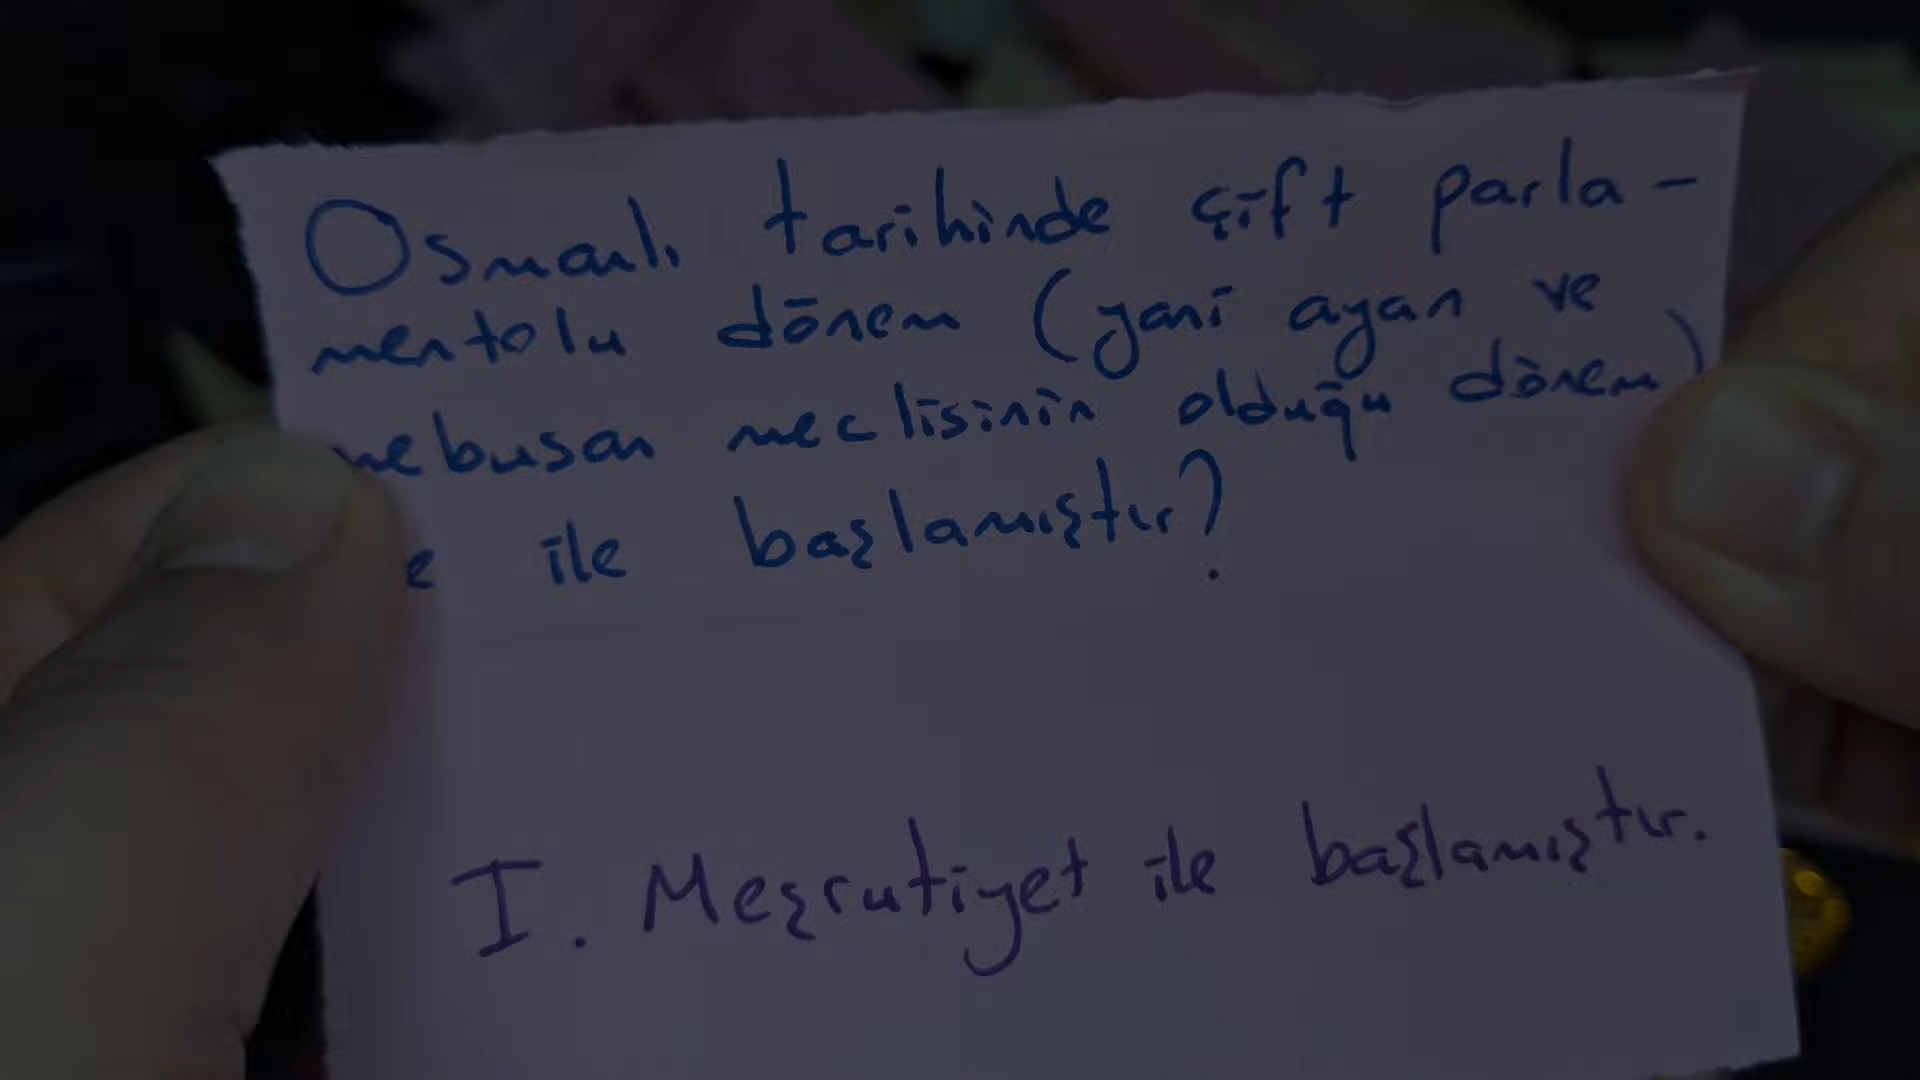 Osmanlı tarihinde çift parla-
mentolu dönem (yani ayan ve
mebusan meclisinin olduğu dönem)
e ile başlamıştır?
I. Meşrutiyet ile başlamıştır.